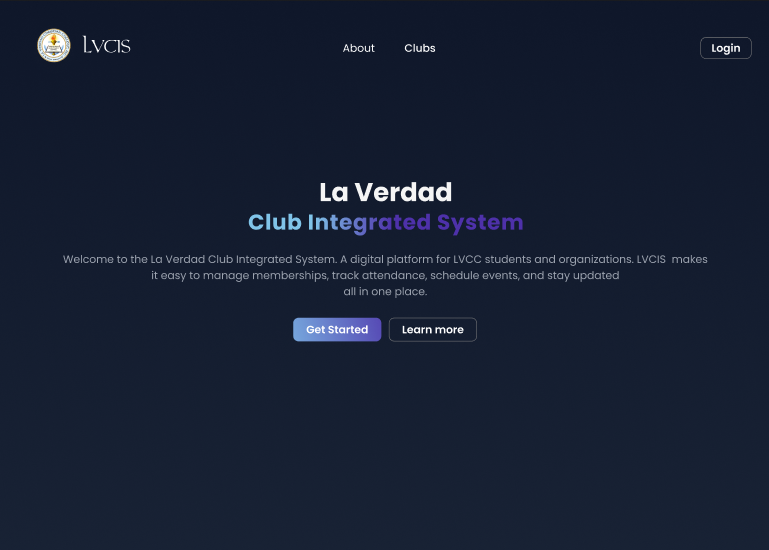 LVCIS
About
Clubs
Login
La Verdad
Club Integrated System
Welcome to the La Verdad Club Integrated System. A digital platform for LVCC students and organizations. LVCIS makes
it easy to manage memberships, track attendance, schedule events, and stay updated
all in one place.
Get Started
Learn more